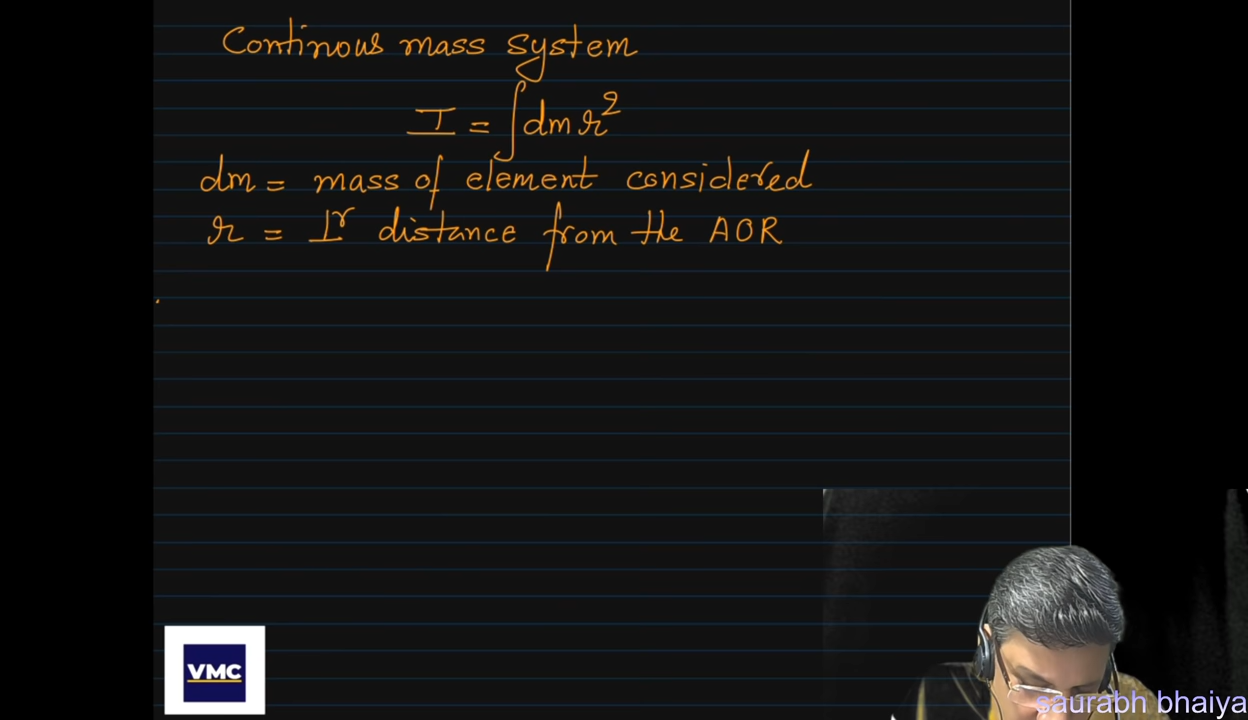 Continous mass system
I = ∫dm r²
dm = mass of element considered
r = ⊥ʳ distance from the AOR
VMC
saurabh bhaiya